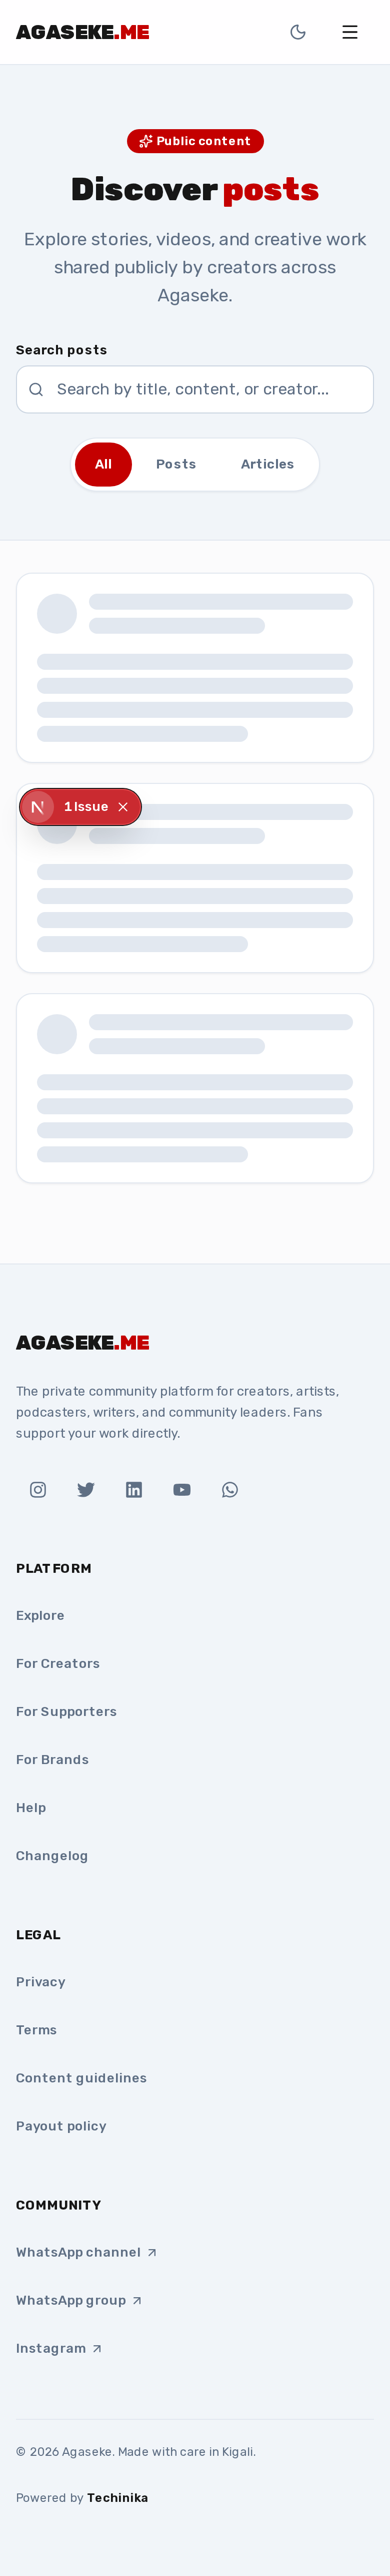 AGASEKE.ME
Public content
Discover posts
Explore stories, videos, and creative work
shared publicly by creators across
Agaseke.
Search posts
Search by title, content, or creator...
All Posts Articles
N 1 Issue
AGASEKE.ME
The private community platform for creators, artists,
podcasters, writers, and community leaders. Fans
support your work directly.
PLATFORM
Explore
For Creators
For Supporters
For Brands
Help
Changelog
LEGAL
Privacy
Terms
Content guidelines
Payout policy
COMMUNITY
WhatsApp channel
WhatsApp group
Instagram
© 2026 Agaseke. Made with care in Kigali.
Powered by Techinika